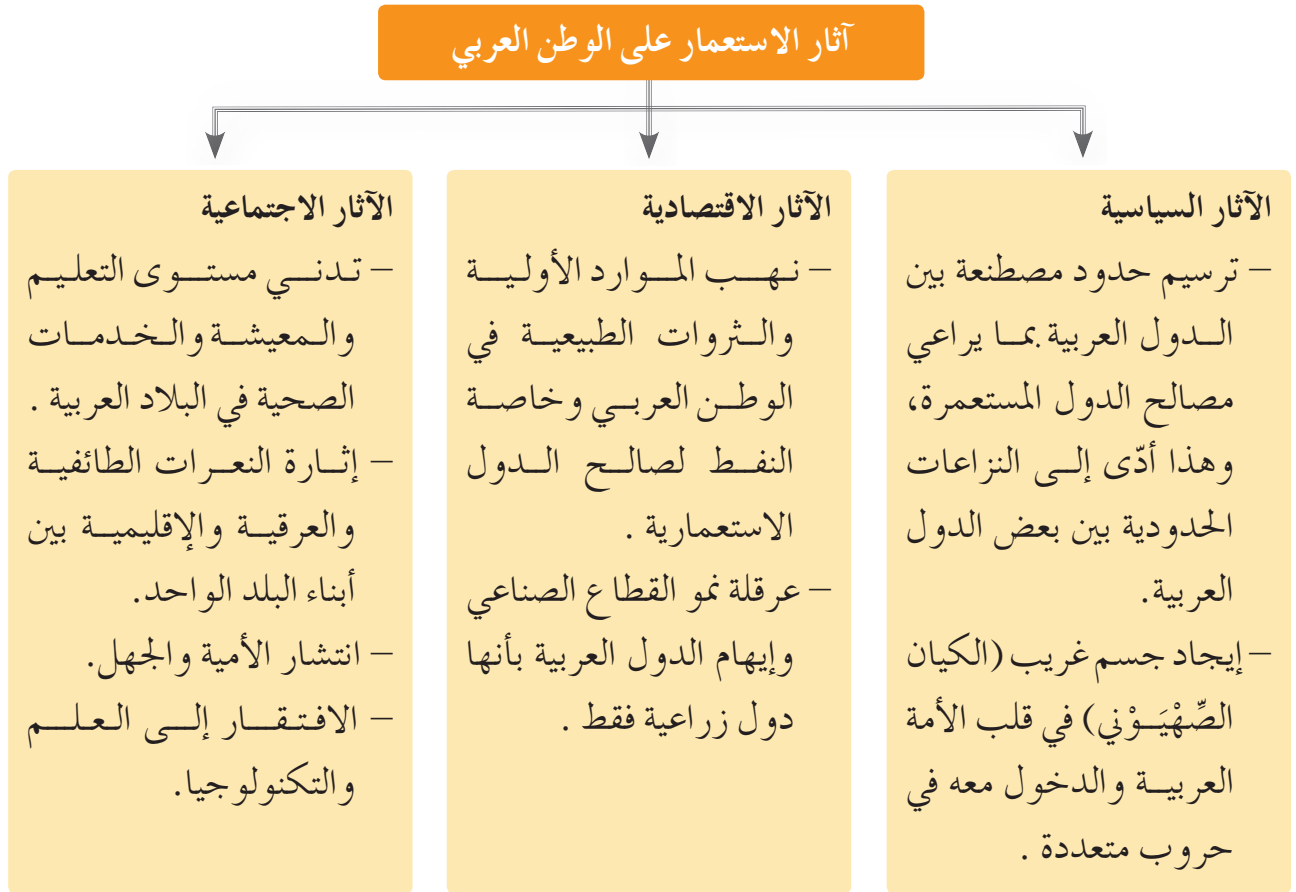 آثار الاستعمار على الوطن العربي
الآثار السياسية
– ترسيم حدود مصطنعة بين
الدول العربية بما يراعي
مصالح الدول المستعمرة،
وهذا أدّى إلى النزاعات
الحدودية بين بعض الدول
العربية.
– إيجاد جسم غريب (الكيان
الصِّهْيَوْني) في قلب الأمة
العربية والدخول معه في
حروب متعددة .
الآثار الاقتصادية
– نهب الموارد الأولية
والثروات الطبيعية في
الوطن العربي وخاصة
النفط لصالح الدول
الاستعمارية .
– عرقلة نمو القطاع الصناعي
وإيهام الدول العربية بأنها
دول زراعية فقط .
الآثار الاجتماعية
– تدني مستوى التعليم
والمعيشة والخدمات
الصحية في البلاد العربية .
– إثارة النعرات الطائفية
والعرقية والإقليمية بين
أبناء البلد الواحد.
– انتشار الأمية والجهل.
– الافتقار إلى العلم
والتكنولوجيا.